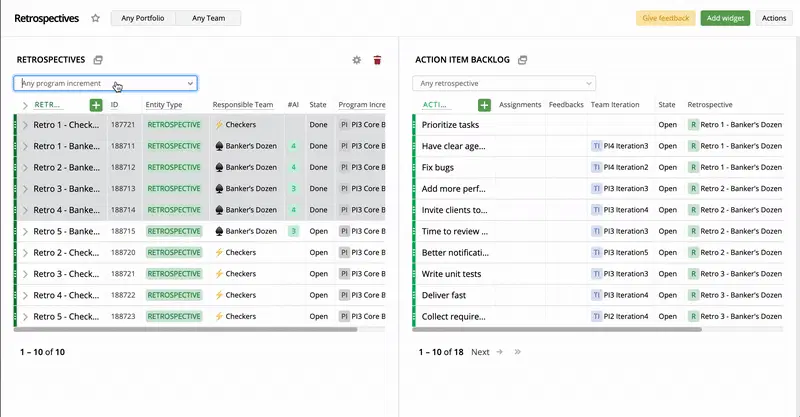 Retrospectives Any Portfolio Any Team Give feedback Add widget Actions
RETROSPECTIVES
Any program increment
RETR... + ID Entity Type Responsible Team #AI State Program Incre
Retro 1 - Check... 187721 RETROSPECTIVE Checkers Done PI PI3 Core B
Retro 1 - Banke... 187711 RETROSPECTIVE Banker's Dozen 4 Done PI PI3 Core B
Retro 2 - Banke... 187712 RETROSPECTIVE Banker's Dozen 4 Done PI PI3 Core B
Retro 3 - Banke... 187713 RETROSPECTIVE Banker's Dozen 3 Done PI PI3 Core B
Retro 4 - Banke... 187714 RETROSPECTIVE Banker's Dozen 4 Done PI PI3 Core B
Retro 5 - Banke... 187715 RETROSPECTIVE Banker's Dozen 3 Open PI PI3 Core B
Retro 2 - Check... 188720 RETROSPECTIVE Checkers Open PI PI3 Core B
Retro 3 - Check... 188721 RETROSPECTIVE Checkers Open PI PI3 Core B
Retro 4 - Check... 188722 RETROSPECTIVE Checkers Open PI PI3 Core B
Retro 5 - Check... 188723 RETROSPECTIVE Checkers Open PI PI3 Core B
1 – 10 of 10
ACTION ITEM BACKLOG
Any retrospective
ACTI... + Assignments Feedbacks Team Iteration State Retrospective
Prioritize tasks Open R Retro 1 - Banker's Dozen
Have clear age... TI PI4 Iteration3 Open R Retro 1 - Banker's Dozen
Fix bugs TI PI4 Iteration2 Open R Retro 1 - Banker's Dozen
Add more perf... TI PI3 Iteration3 Open R Retro 2 - Banker's Dozen
Invite clients to... TI PI3 Iteration4 Open R Retro 2 - Banker's Dozen
Time to review ... TI PI3 Iteration3 Open R Retro 2 - Banker's Dozen
Better notificati... TI PI3 Iteration5 Open R Retro 2 - Banker's Dozen
Write unit tests TI PI3 Iteration3 Open R Retro 3 - Banker's Dozen
Deliver fast TI PI3 Iteration4 Open R Retro 3 - Banker's Dozen
Collect require... TI PI2 Iteration4 Open R Retro 3 - Banker's Dozen
1 – 10 of 18 Next